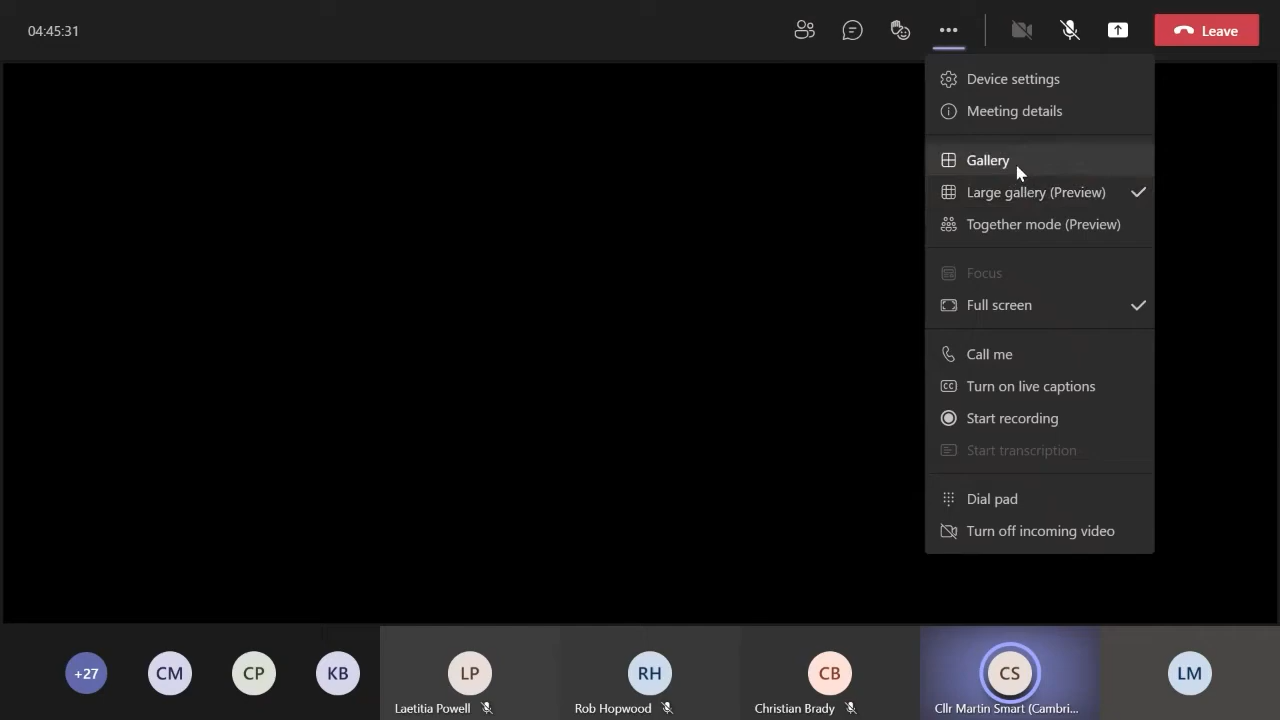 04:45:31
Leave
Device settings
Meeting details
Gallery
Large gallery (Preview)
Together mode (Preview)
Focus
Full screen
Call me
CC Turn on live captions
Start recording
Start transcription
Dial pad
Turn off incoming video
+27
CM
CP
KB
LP
RH
CB
CS
LM
Laetitia Powell
Rob Hopwood
Christian Brady
Cllr Martin Smart (Cambri...